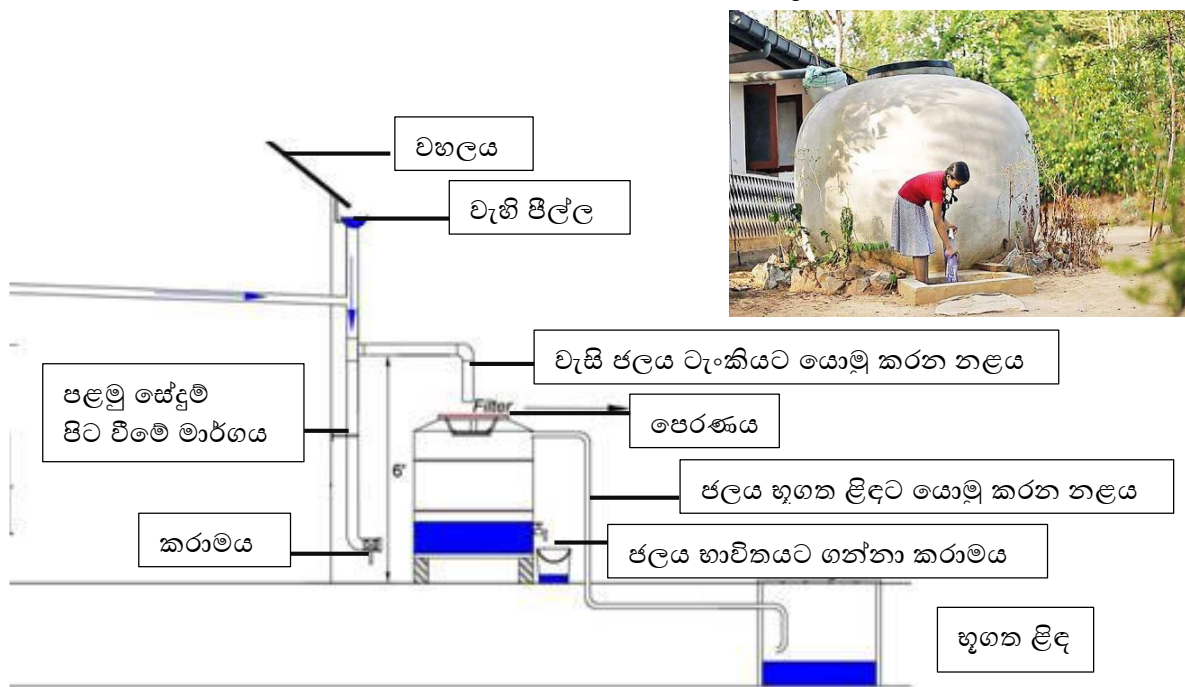 වහලය
වැහි පීල්ල
වැසි ජලය ටැංකියට යොමු කරන නළය
පළමු සේදුම්
පිට වීමේ මාර්ගය
Filter
පෙරණය
6'
ජලය භූගත ළිඳට යොමු කරන නළය
කරාමය
ජලය භාවිතයට ගන්නා කරාමය
භූගත ළිඳ